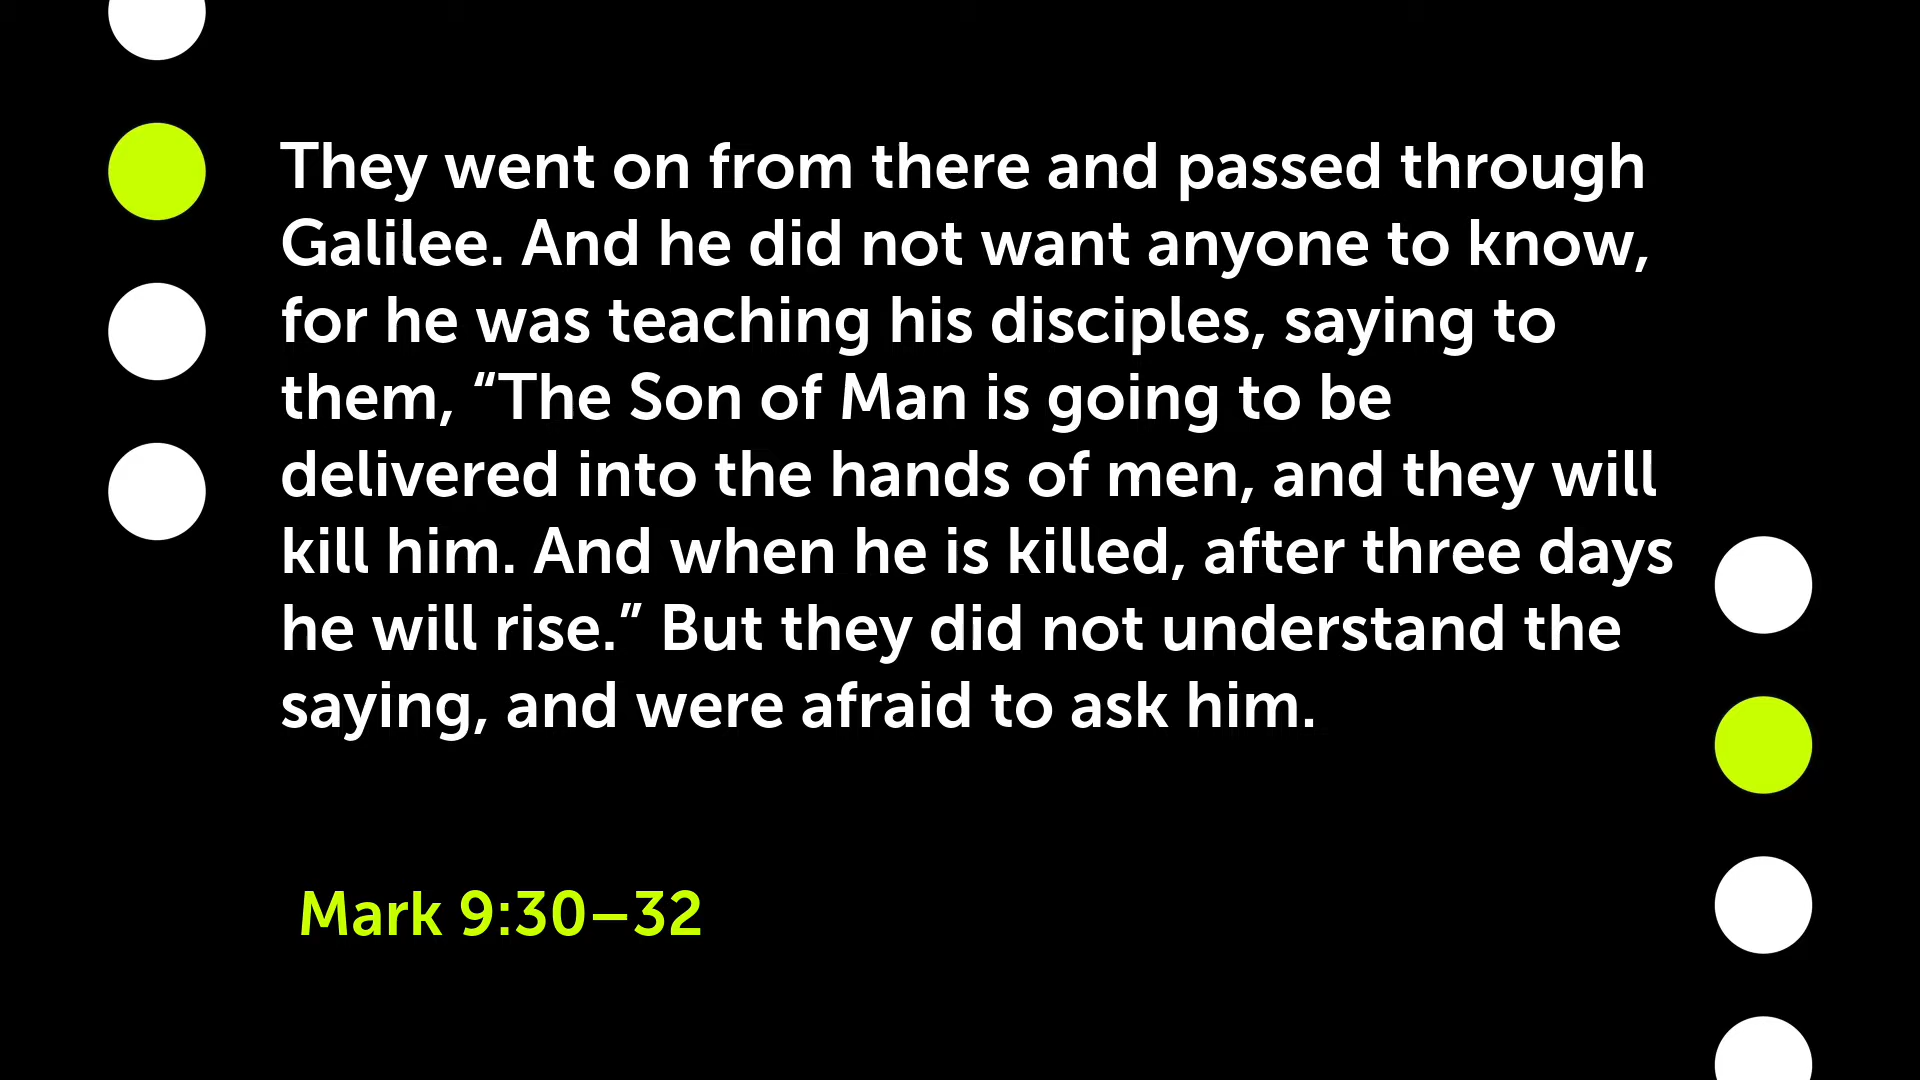 They went on from there and passed through
Galilee. And he did not want anyone to know,
for he was teaching his disciples, saying to
them, “The Son of Man is going to be
delivered into the hands of men, and they will
kill him. And when he is killed, after three days
he will rise.” But they did not understand the
saying, and were afraid to ask him.
Mark 9:30–32